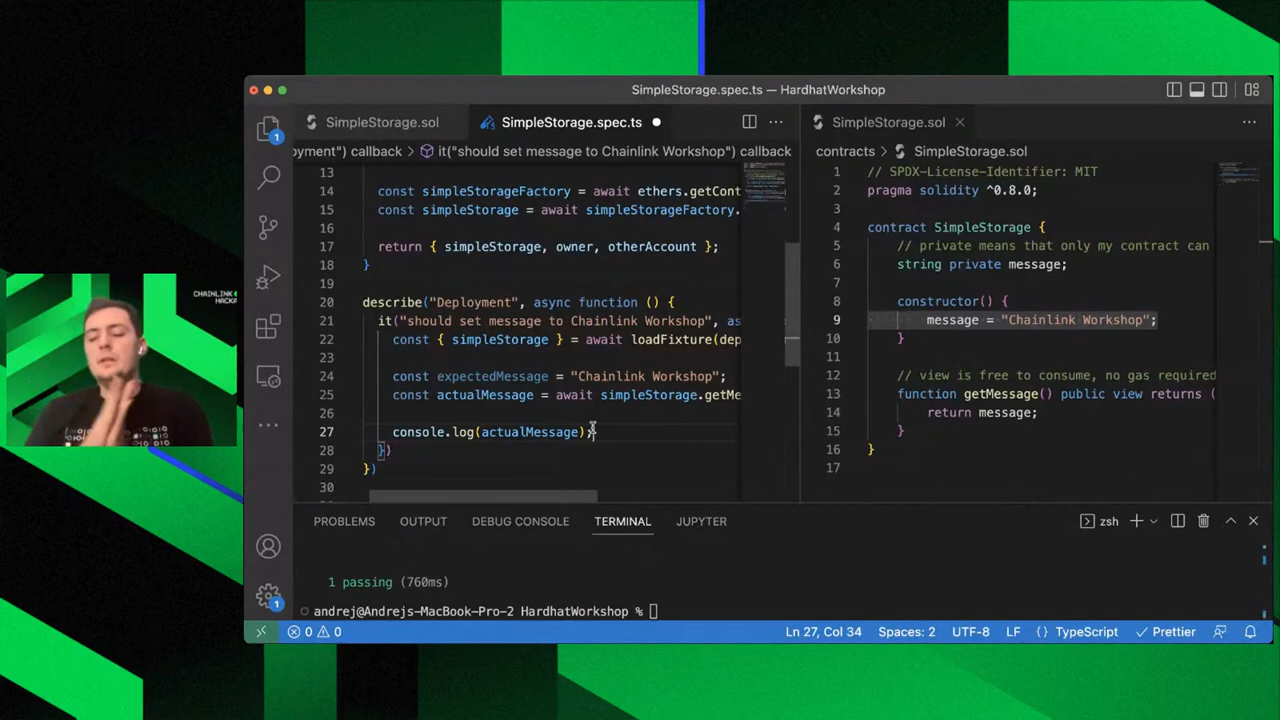 SimpleStorage.spec.ts — HardhatWorkshop
SimpleStorage.sol
SimpleStorage.spec.ts
SimpleStorage.sol
oyment") callback > it("should set message to Chainlink Workshop") callback
contracts > SimpleStorage.sol
13
14 const simpleStorageFactory = await ethers.getCont
15 const simpleStorage = await simpleStorageFactory.
16
17 return { simpleStorage, owner, otherAccount };
18 }
19
20 describe("Deployment", async function () {
21 it("should set message to Chainlink Workshop", as
22 const { simpleStorage } = await loadFixture(dep
23
24 const expectedMessage = "Chainlink Workshop";
25 const actualMessage = await simpleStorage.getMe
26
27 console.log(actualMessage);
28 })
29 })
30
1 // SPDX-License-Identifier: MIT
2 pragma solidity ^0.8.0;
3
4 contract SimpleStorage {
5 // private means that only my contract can
6 string private message;
7
8 constructor() {
9 message = "Chainlink Workshop";
10 }
11
12 // view is free to consume, no gas required
13 function getMessage() public view returns (
14 return message;
15 }
16 }
17
1
1
CHAINLINK
HACKA
PROBLEMS OUTPUT DEBUG CONSOLE TERMINAL JUPYTER
zsh
1 passing (760ms)
andrej@Andrejs-MacBook-Pro-2 HardhatWorkshop %
0 0
Ln 27, Col 34 Spaces: 2 UTF-8 LF {} TypeScript Prettier